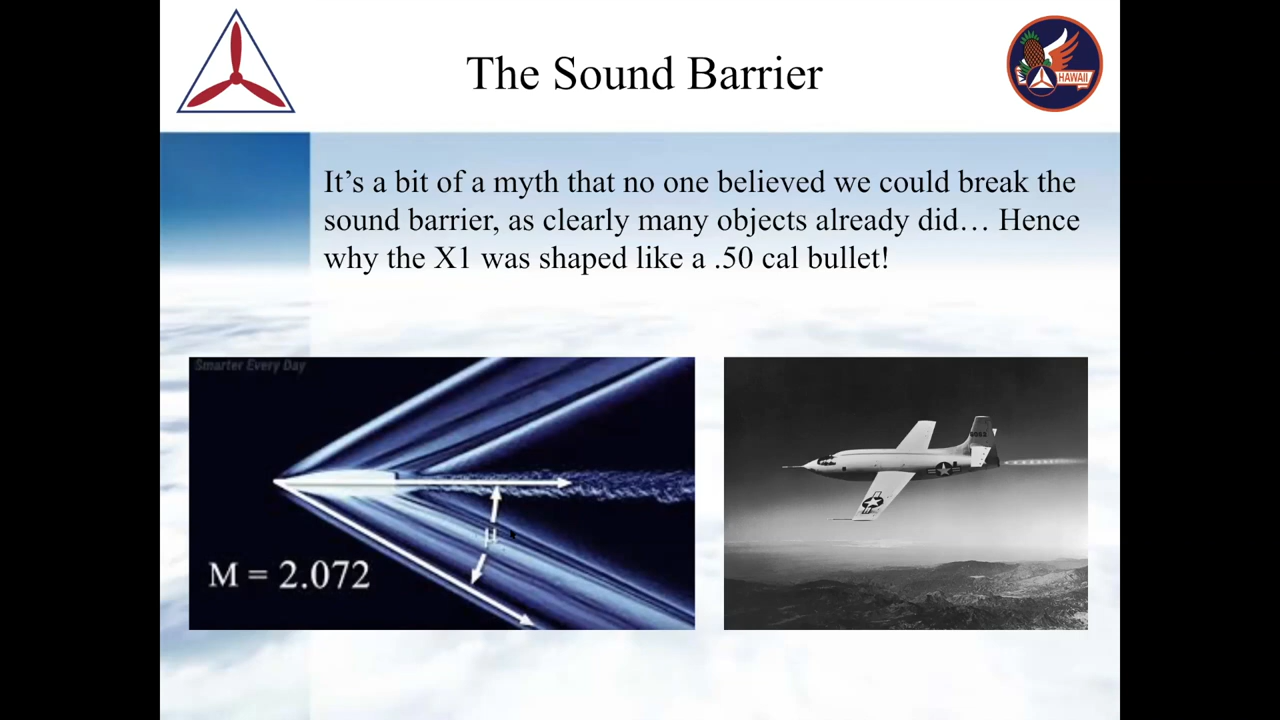 The Sound Barrier
HAWAII
It’s a bit of a myth that no one believed we could break the
sound barrier, as clearly many objects already did… Hence
why the X1 was shaped like a .50 cal bullet!
Smarter Every Day
μ
M = 2.072
6062